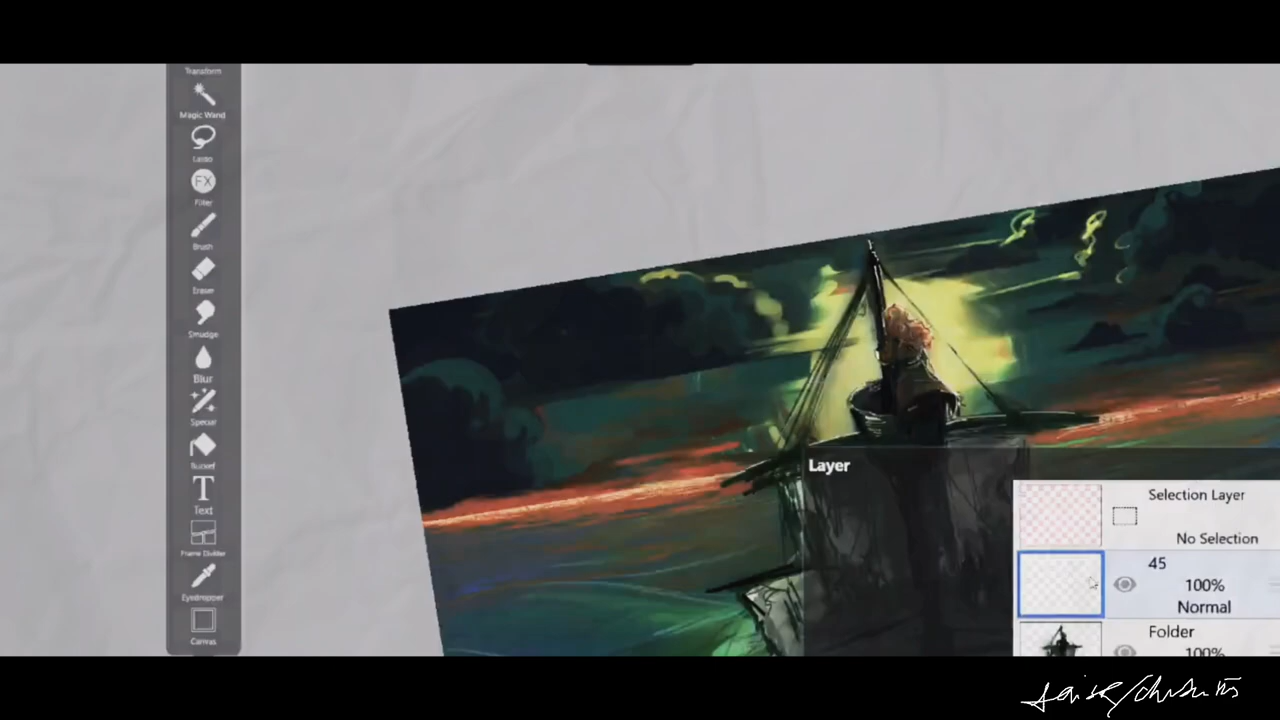 Transform
Magic Wand
Lasso
FX
Filter
Brush
Eraser
Smudge
Blur
Special
Bucket
T
Text
Frame Divider
Eyedropper
Canvas
Layer
Selection Layer
No Selection
45
100%
Normal
Folder
100%